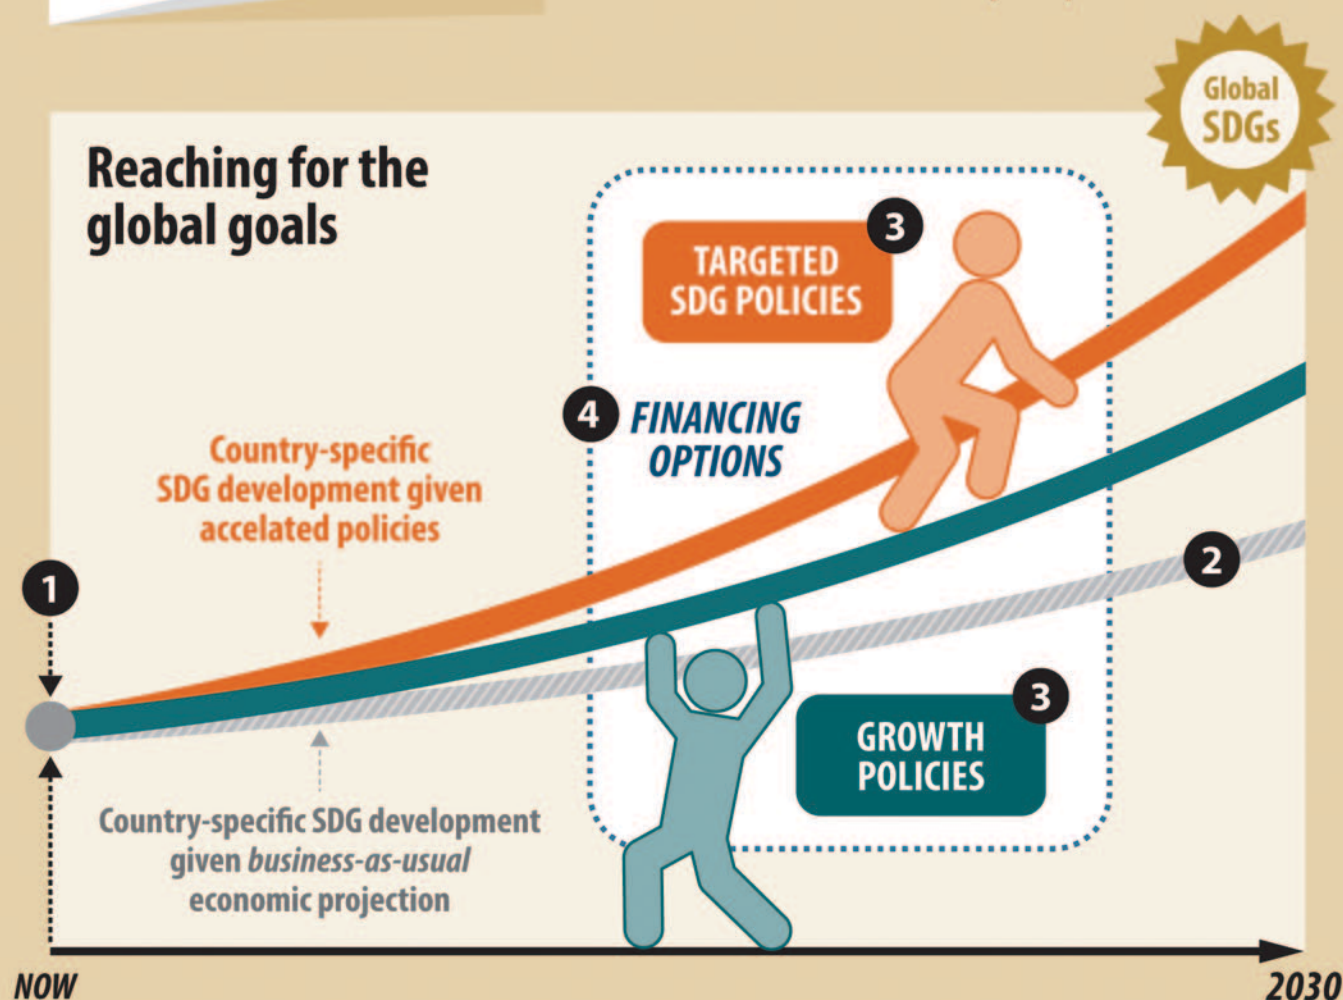 Global
SDGs
Reaching for the
global goals
3
TARGETED
SDG POLICIES
4 FINANCING
OPTIONS
Country-specific
SDG development given
accelated policies
1
2
3
GROWTH
POLICIES
Country-specific SDG development
given business-as-usual
economic projection
NOW
2030